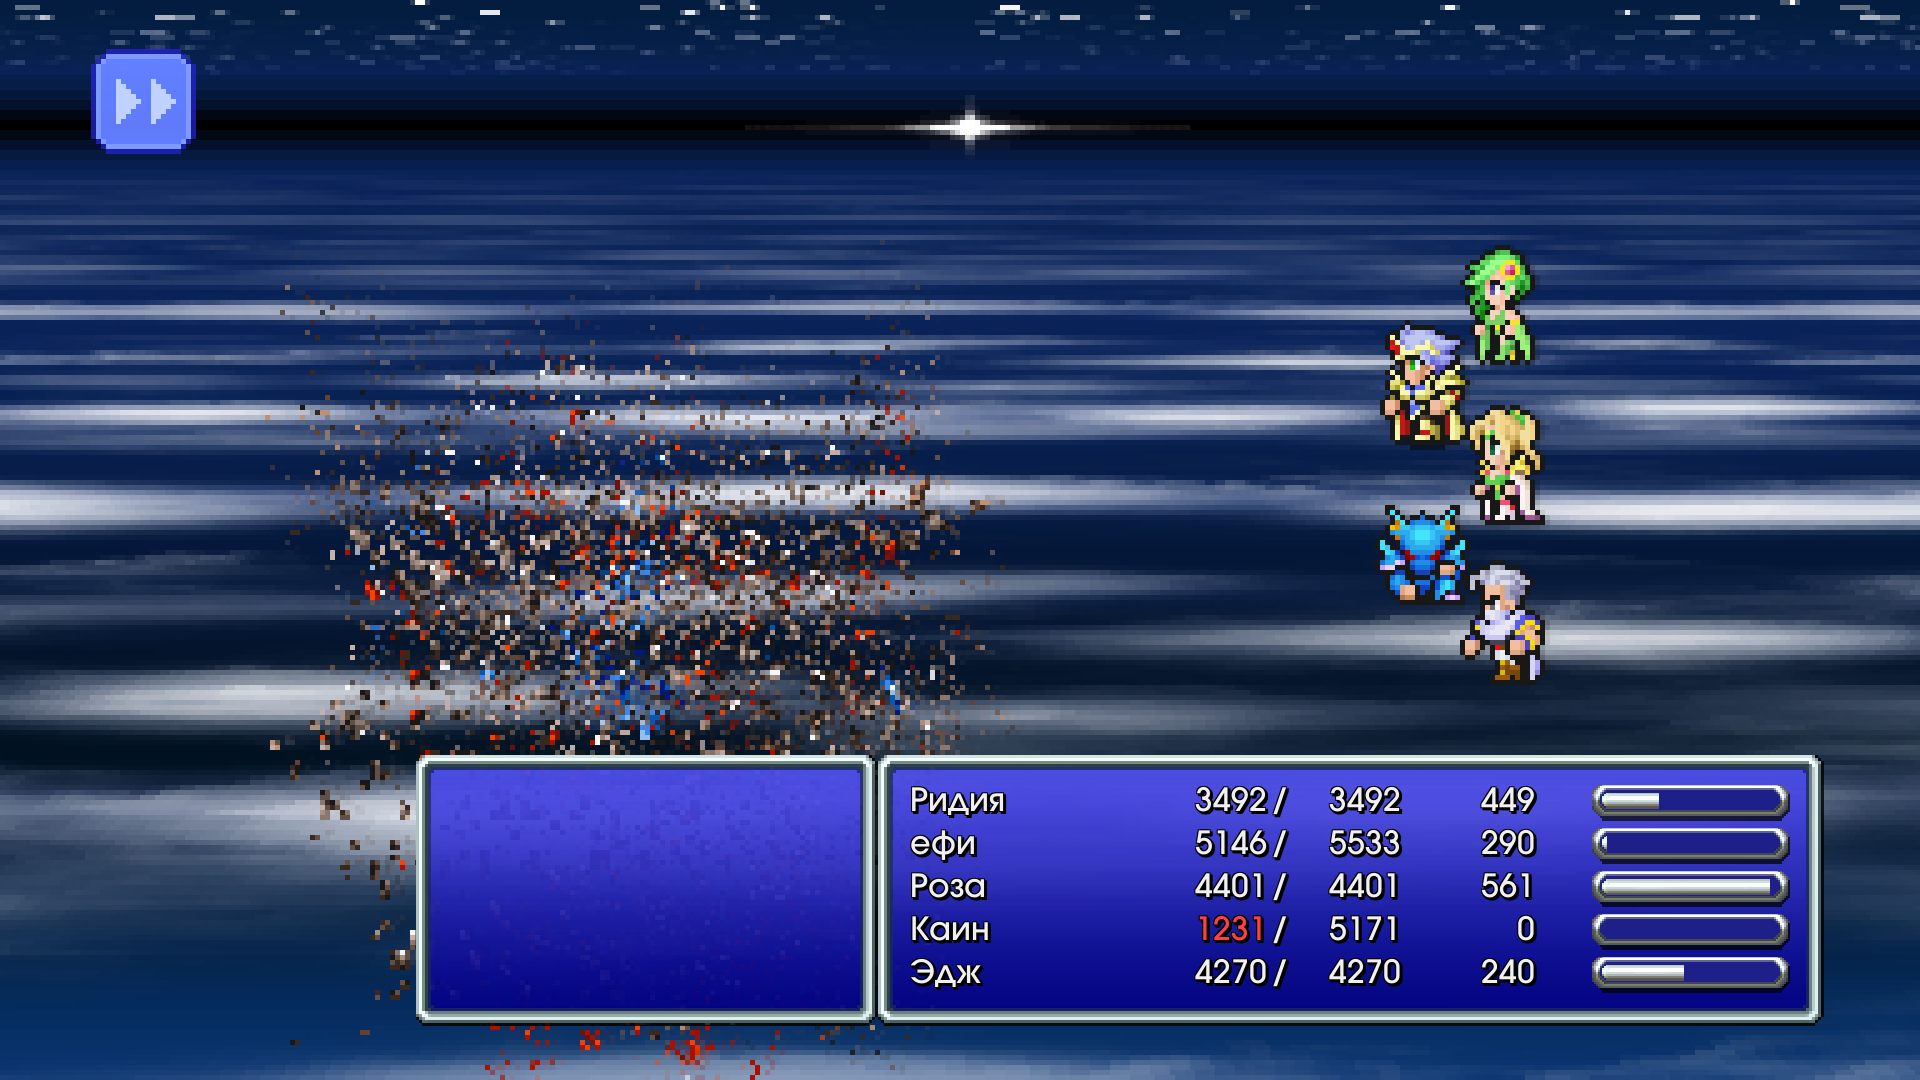 Ридия 3492/ 3492 449
ефи 5146/ 5533 290
Роза 4401/ 4401 561
Каин 1231/ 5171 0
Эдж 4270/ 4270 240